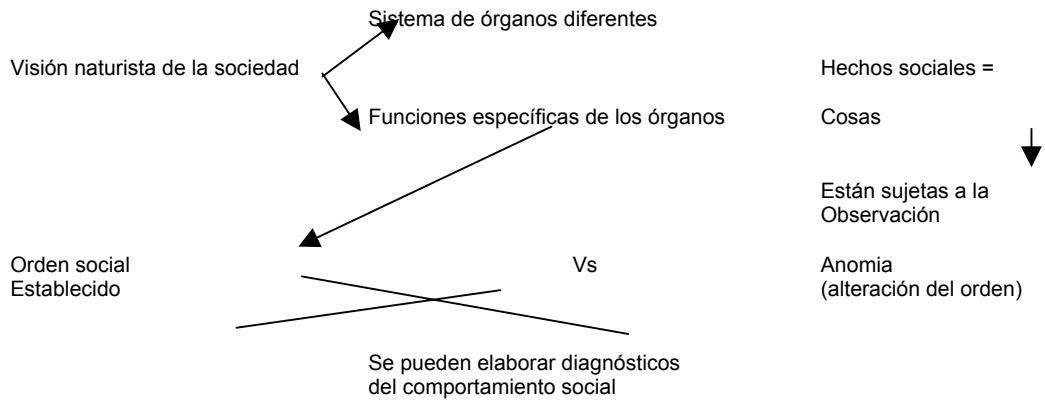 Sistema de órganos diferentes
Visión naturista de la sociedad
Hechos sociales =
Funciones específicas de los órganos
Cosas
Están sujetas a la
Observación
Orden social
Establecido
Vs
Anomia
(alteración del orden)
Se pueden elaborar diagnósticos
del comportamiento social